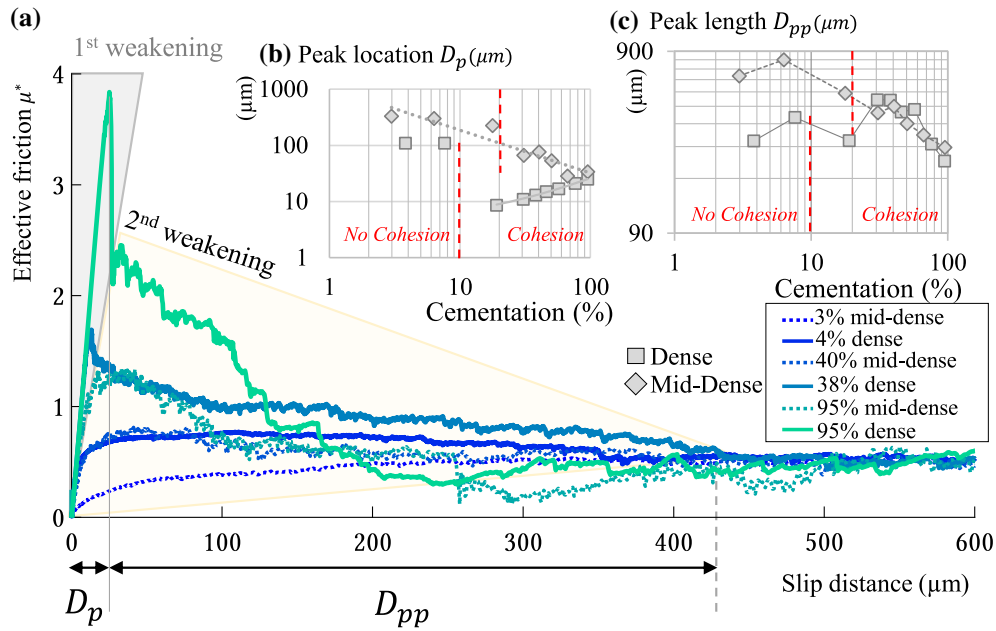 (a)
1st weakening
Effective friction μ*
4
3
2
1
0
2nd weakening
0
100
200
300
400
500
600
Slip distance (μm)
Dp
Dpp
(b) Peak location Dp(μm)
(μm)
1000
100
10
1
No Cohesion
Cohesion
1
10
100
Cementation (%)
(c) Peak length Dpp(μm)
(μm)
900
90
No Cohesion
Cohesion
1
10
100
Cementation (%)
Dense
Mid-Dense
3% mid-dense
4% dense
40% mid-dense
38% dense
95% mid-dense
95% dense